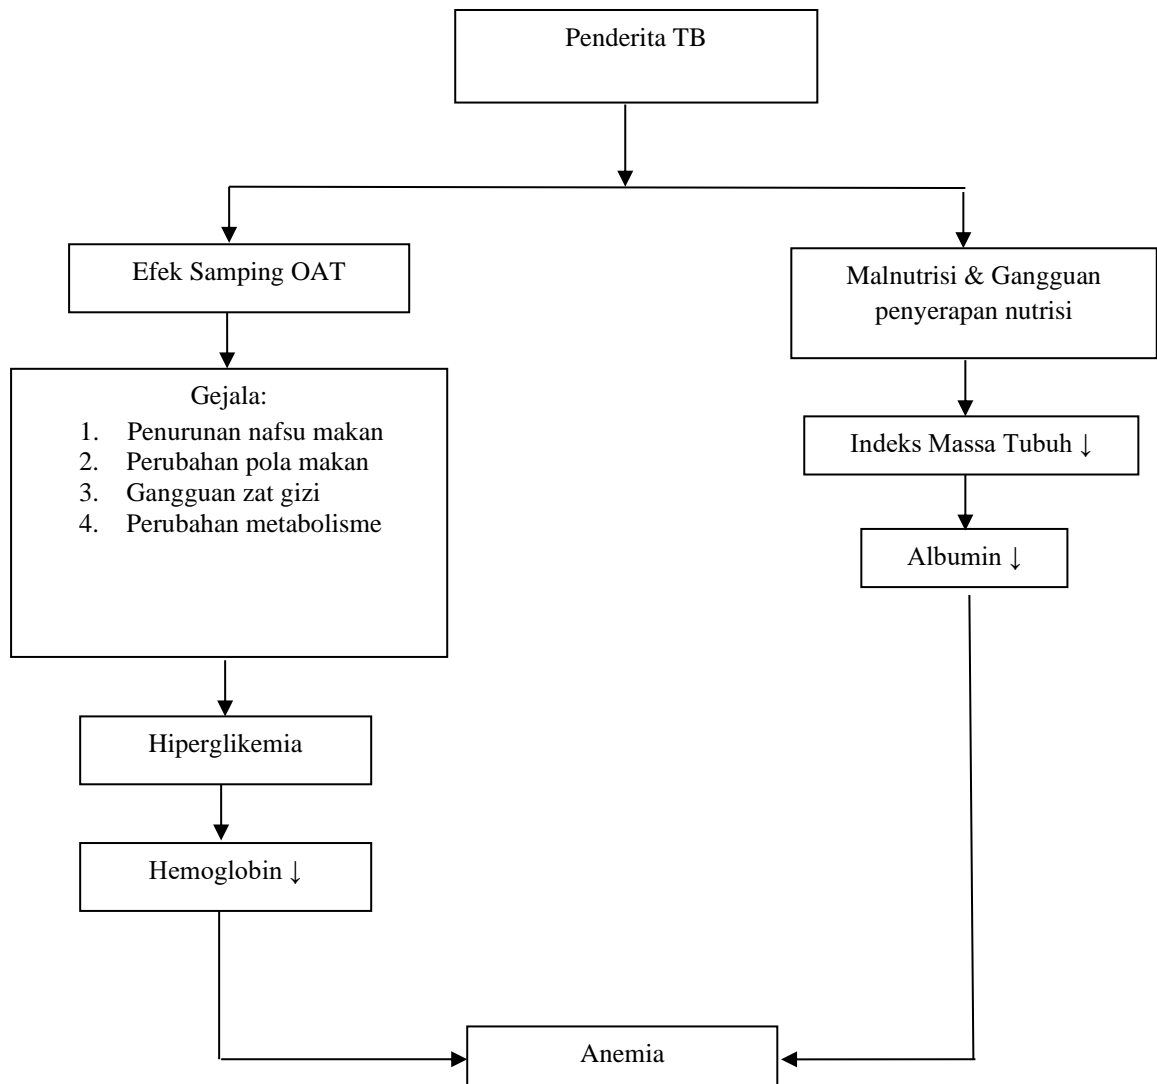 Penderita TB
Efek Samping OAT
Malnutrisi & Gangguan
penyerapan nutrisi
Gejala:
1. Penurunan nafsu makan
2. Perubahan pola makan
3. Gangguan zat gizi
4. Perubahan metabolisme
Indeks Massa Tubuh ↓
Albumin ↓
Hiperglikemia
Hemoglobin ↓
Anemia